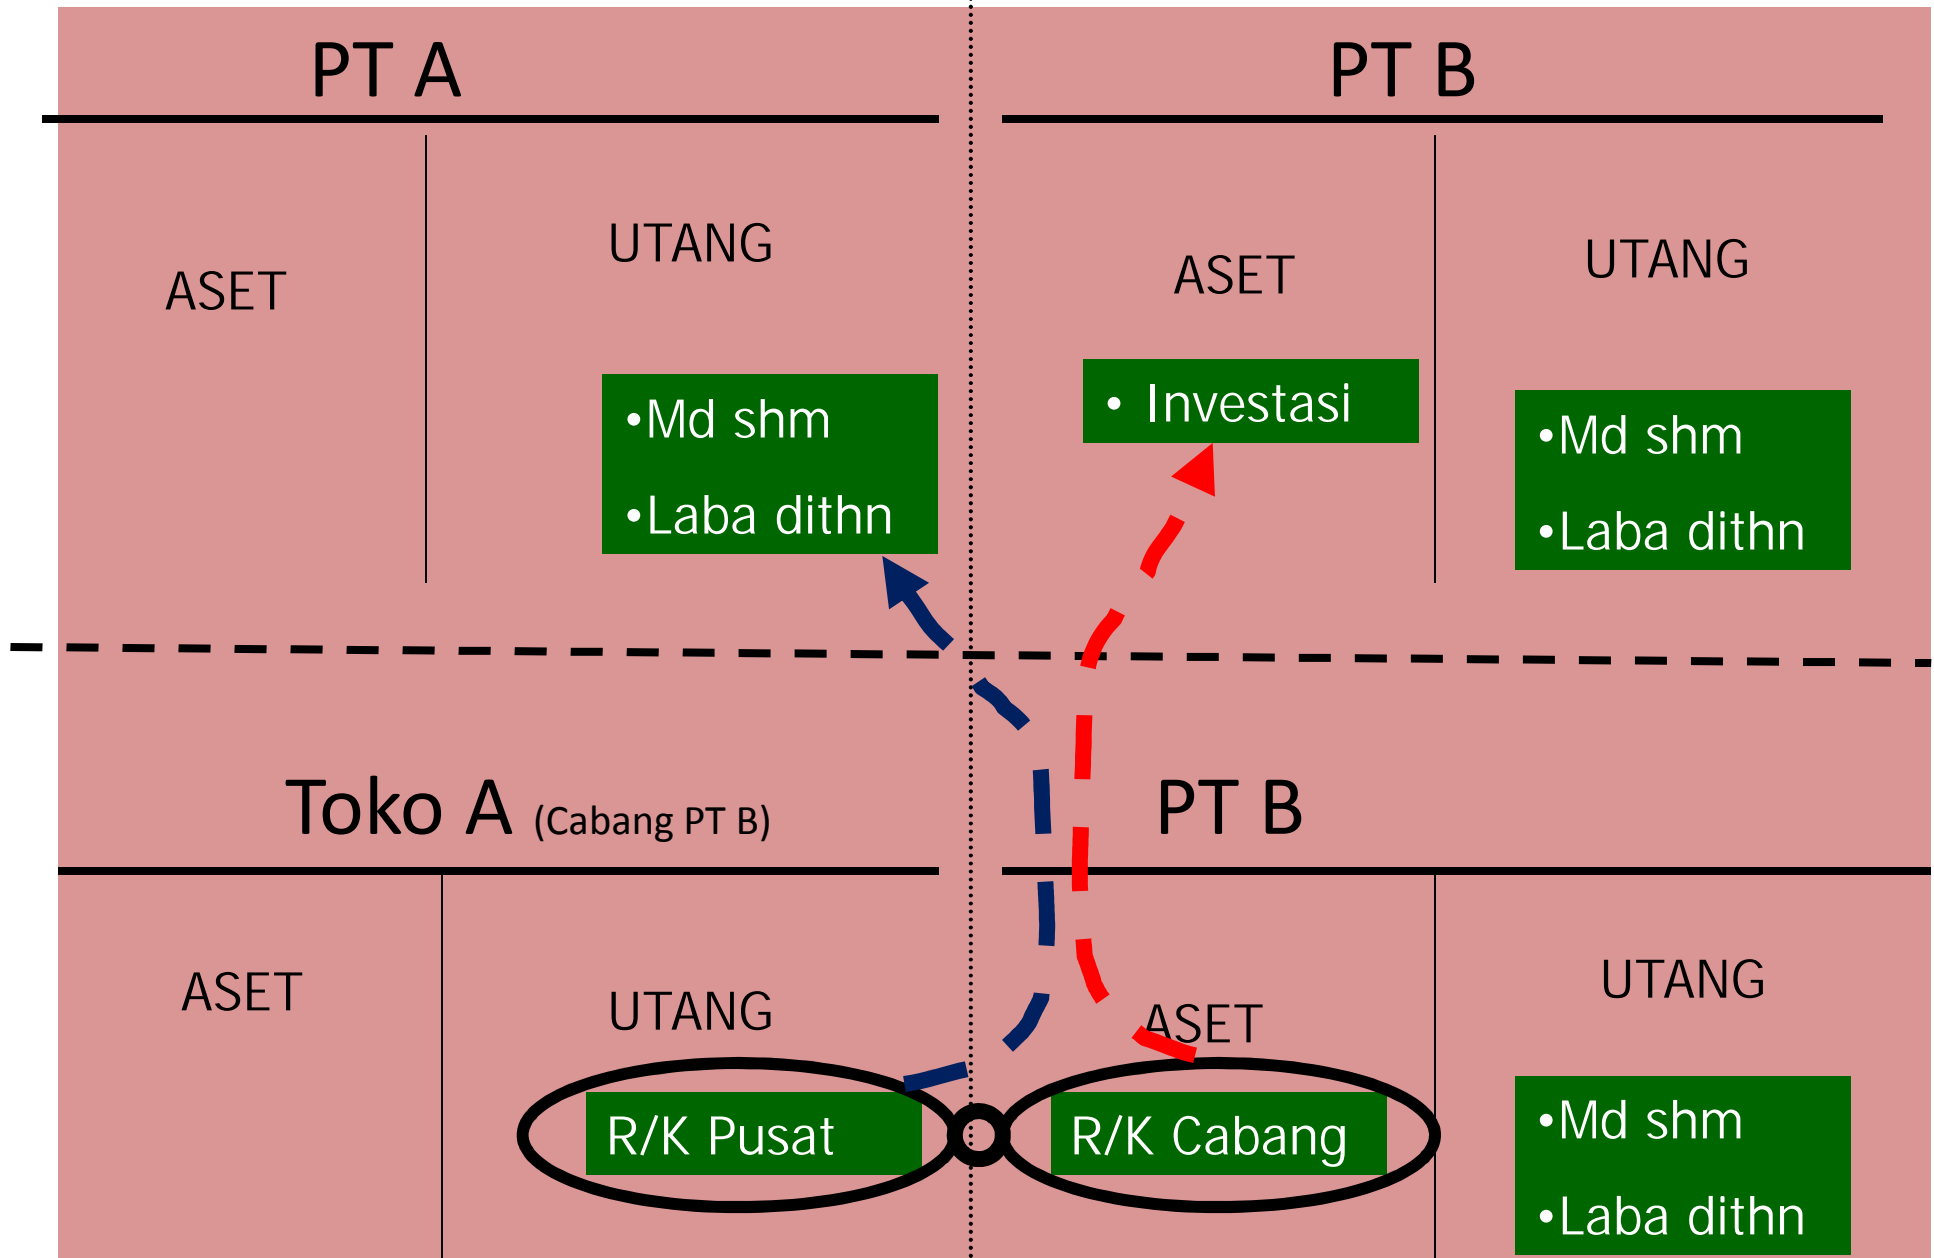 PT A
ASET
UTANG
•Md shm
•Laba dithn
PT B
ASET
• Investasi
UTANG
•Md shm
•Laba dithn
Toko A (Cabang PT B)
ASET
UTANG
R/K Pusat
PT B
ASET
R/K Cabang
UTANG
•Md shm
•Laba dithn